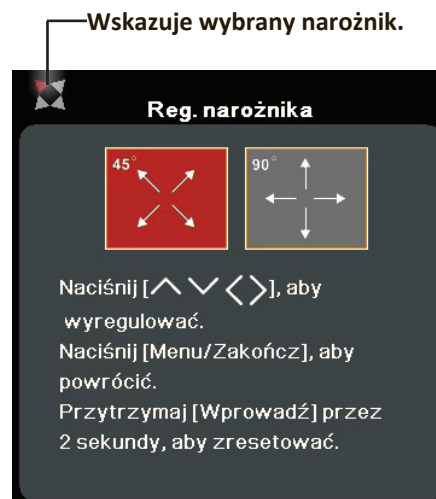 Wskazuje wybrany narożnik.
Reg. narożnika
45°
90°
Naciśnij [∧ ∨ < >], aby
wyregulować.
Naciśnij [Menu/Zakończ], aby
powrócić.
Przytrzymaj [Wprowadź] przez
2 sekundy, aby zresetować.